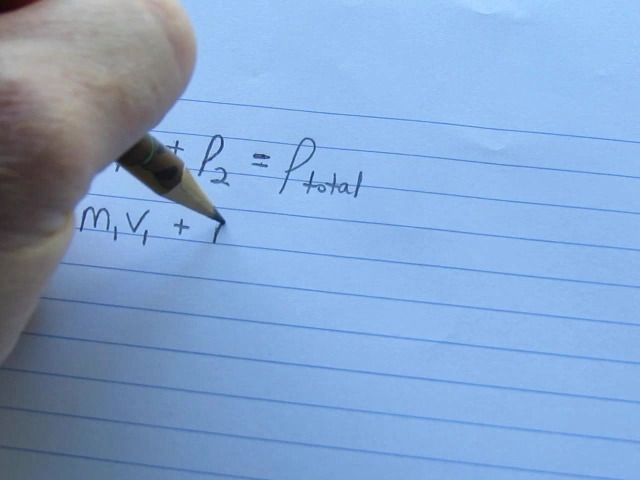 + P₂ = P total
m₁v₁ +